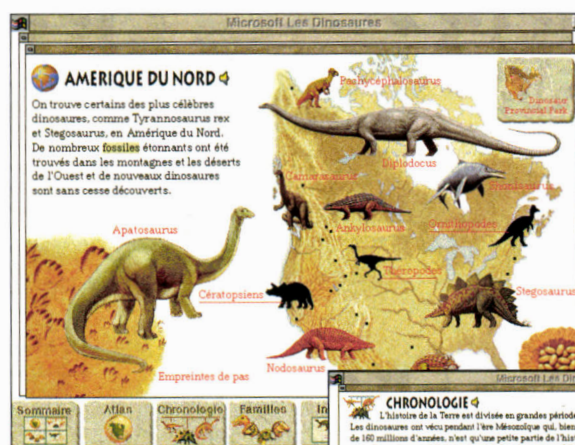 Microsoft Les Dinosaures
AMERIQUE DU NORD
On trouve certains des plus célèbres
dinosaures, comme Tyrannosaurus rex
et Stegosaurus, en Amérique du Nord.
De nombreux fossiles étonnants ont été
trouvés dans les montagnes et les déserts
de l'Ouest et de nouveaux dinosaures
sont sans cesse découverts.
Pachycephalosaurus
Dinosaur
Provincial Park
Diplodocus
Camarasaurus
Ankylosaurus
Ornithopodes
Apatosaurus
Théropodes
Cératopsiens
Stegosaurus
Nodosaurus
Empreintes de pas
Sommaire
Atlas
Chronologie
Familles
In
Microsoft Les Din
CHRONOLOGIE
L'histoire de la Terre est divisée en grandes période
Les dinosaures ont vécu pendant l'ère Mésozoïque qui, bien
de 160 millions d'années, n'est qu'une petite partie de l'his